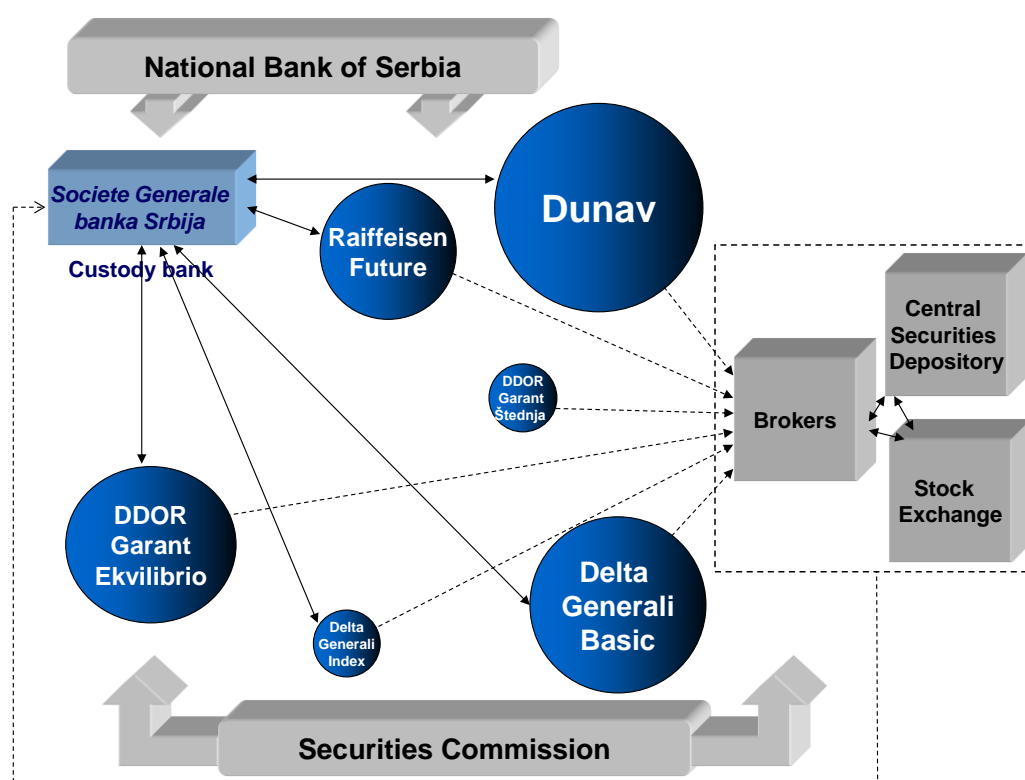 National Bank of Serbia
Societe Generale
banka Srbija
Custody bank
Raiffeisen
Future
Dunav
Central
Securities
Depository
DDOR
Garant
Štednja
Brokers
Stock
Exchange
DDOR
Garant
Ekvilibrio
Delta
Generali
Index
Delta
Generali
Basic
Securities Commission